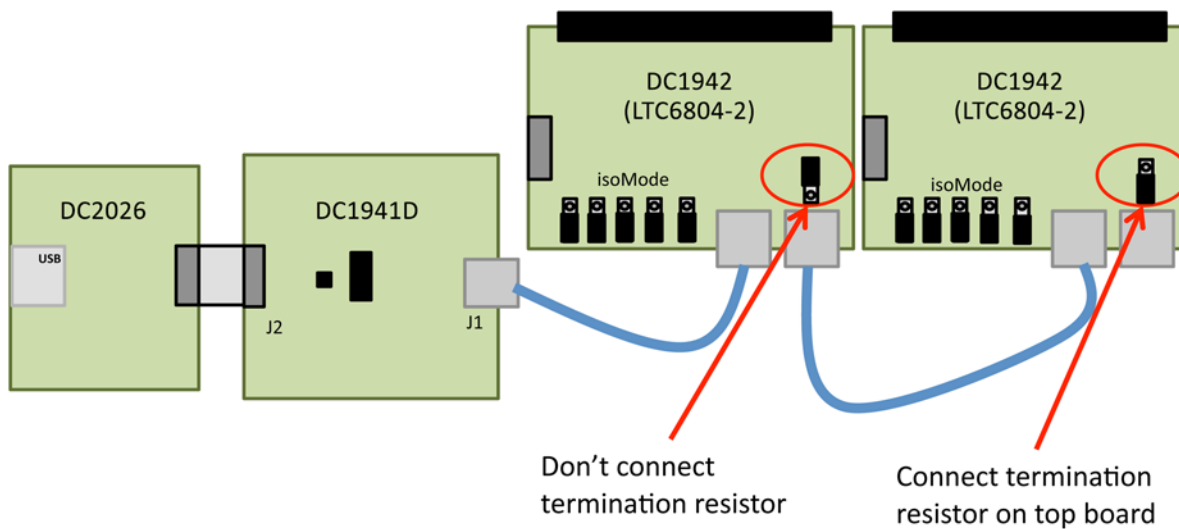 DC1942
(LTC6804-2)
isoMode
DC1942
(LTC6804-2)
isoMode
DC2026
USB
DC1941D
J2
J1
Don't connect
termination resistor
Connect termination
resistor on top board